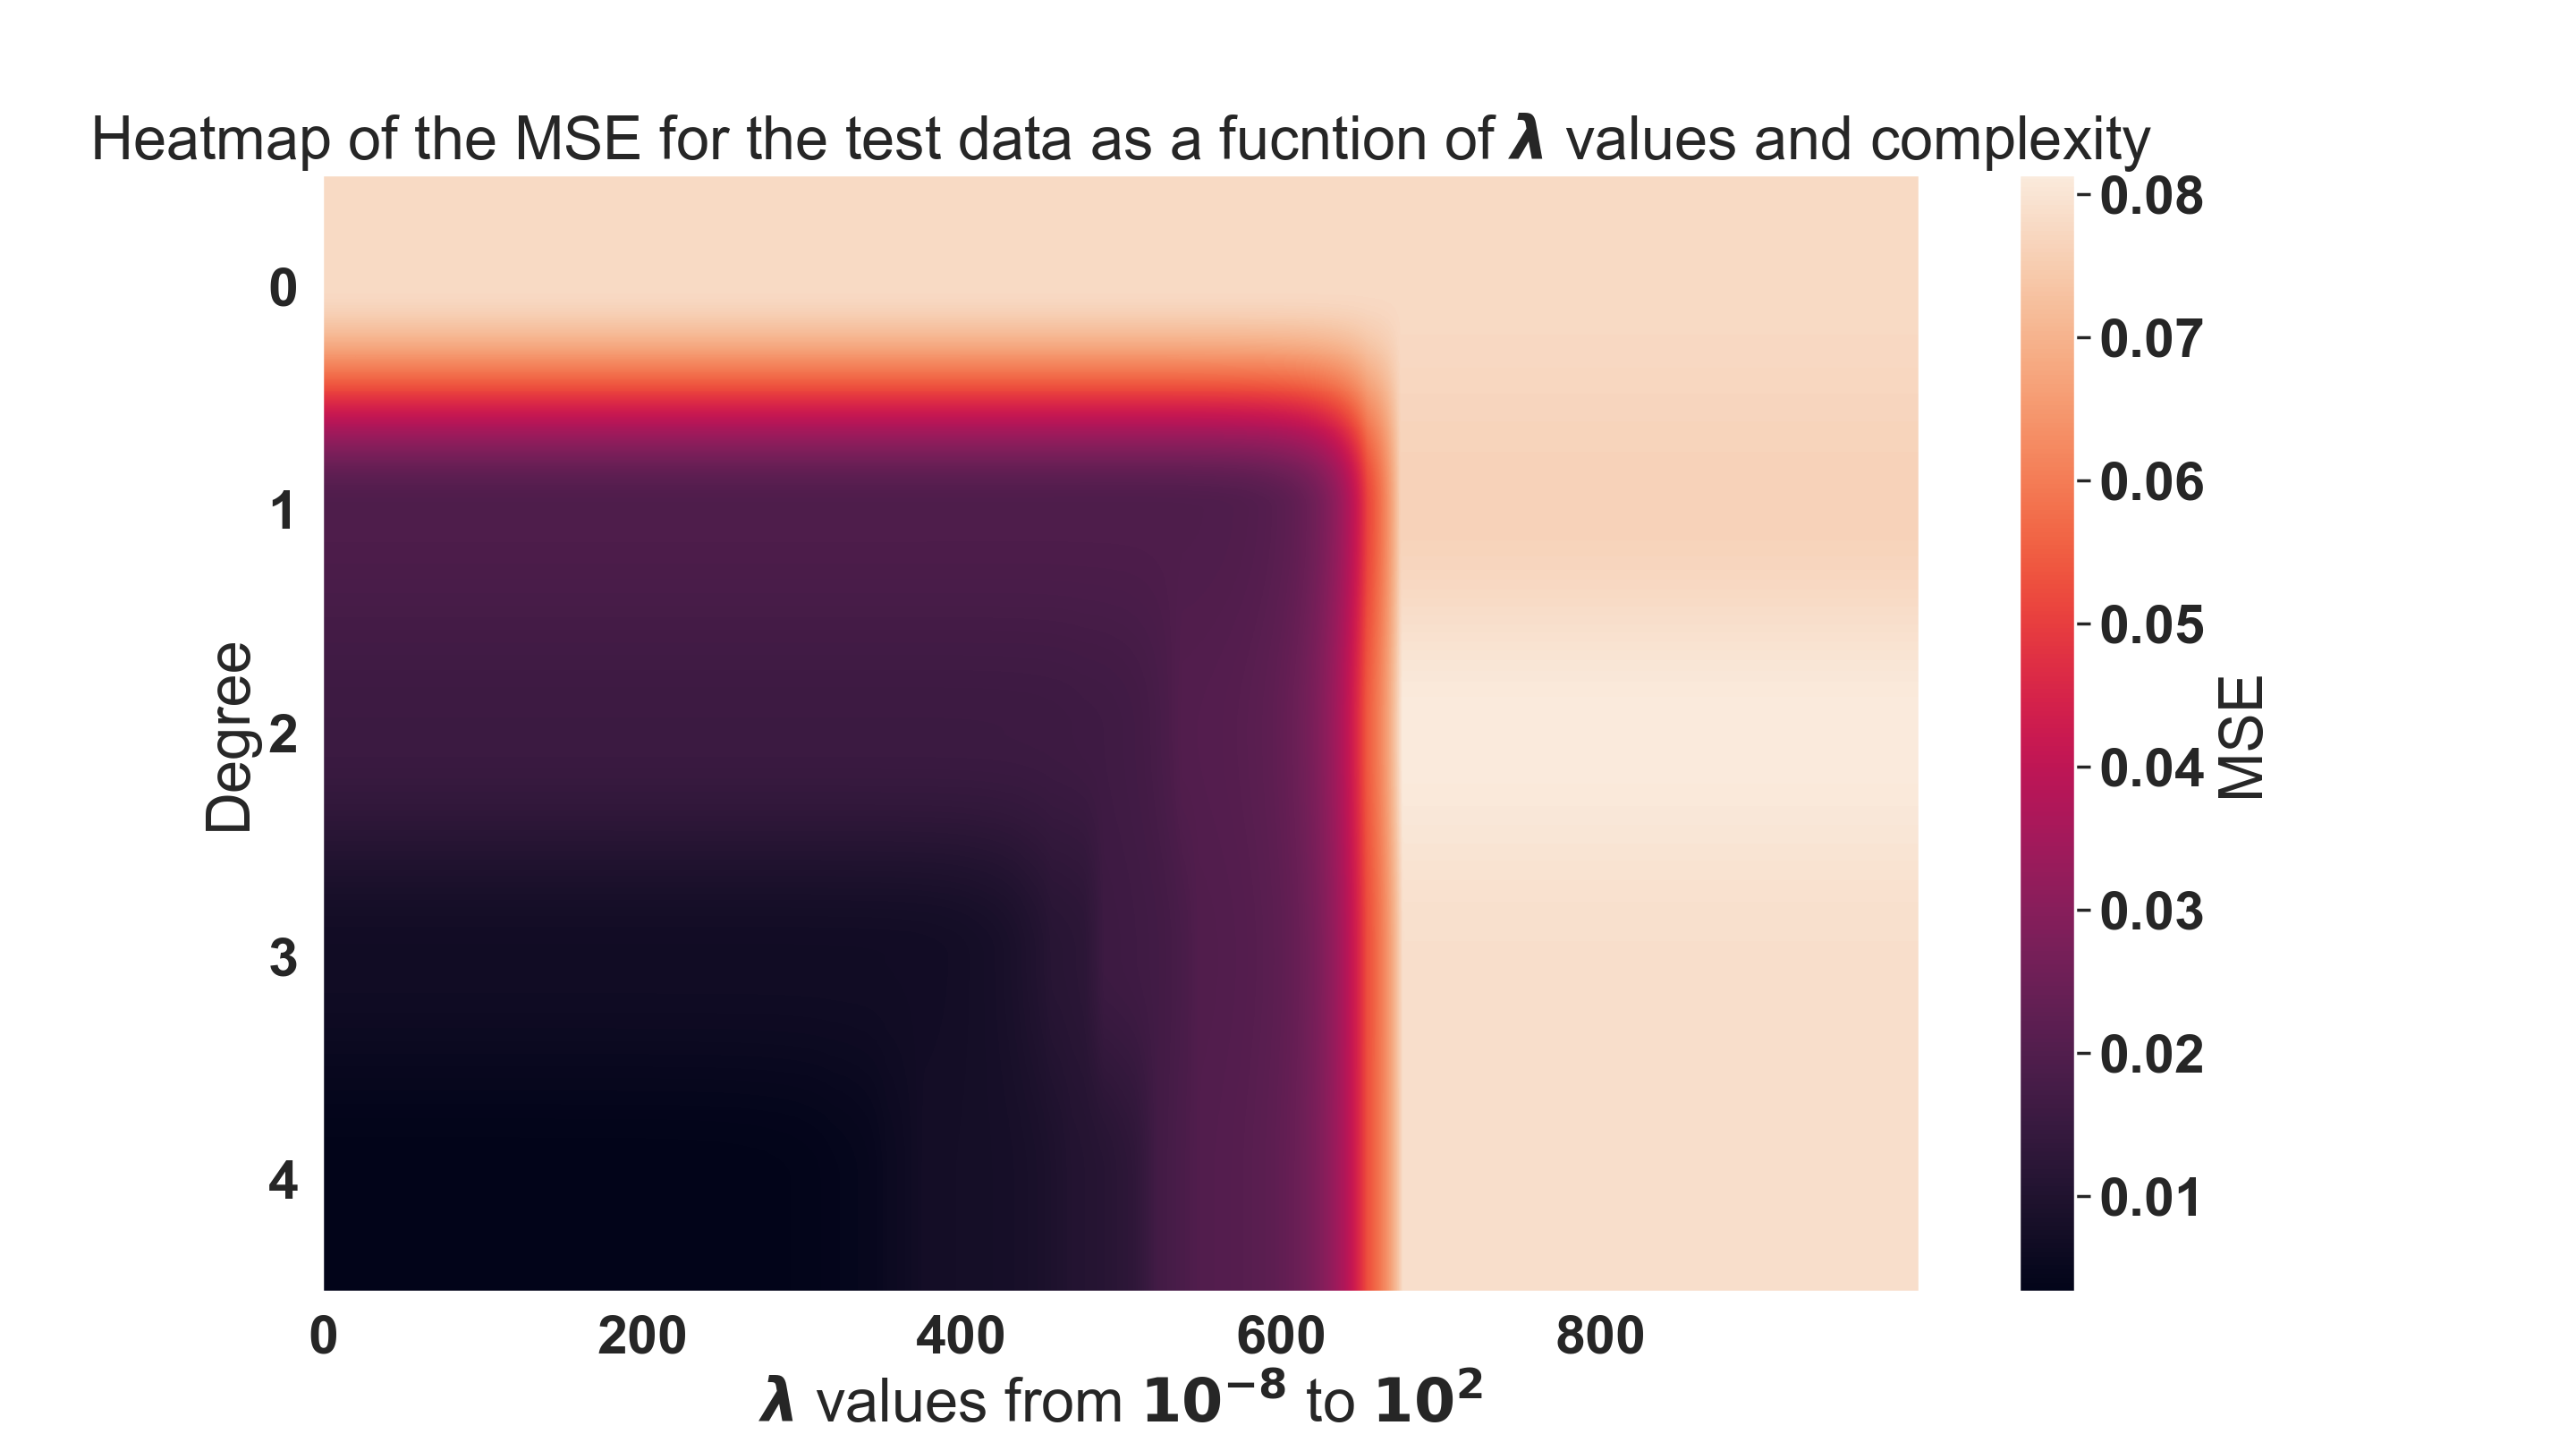 Heatmap of the MSE for the test data as a fucntion of λ values and complexity
0
1
2
3
4
Degree
0 200 400 600 800
λ values from 10⁻⁸ to 10²
0.08
0.07
0.06
0.05
0.04
0.03
0.02
0.01
MSE